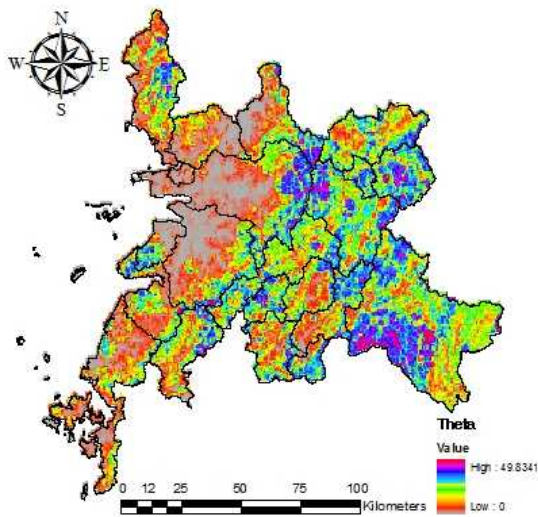 N
W E
S
Theta
Value
High : 49.8341
Low : 0
0 12 25 50 75 100
Kilometers